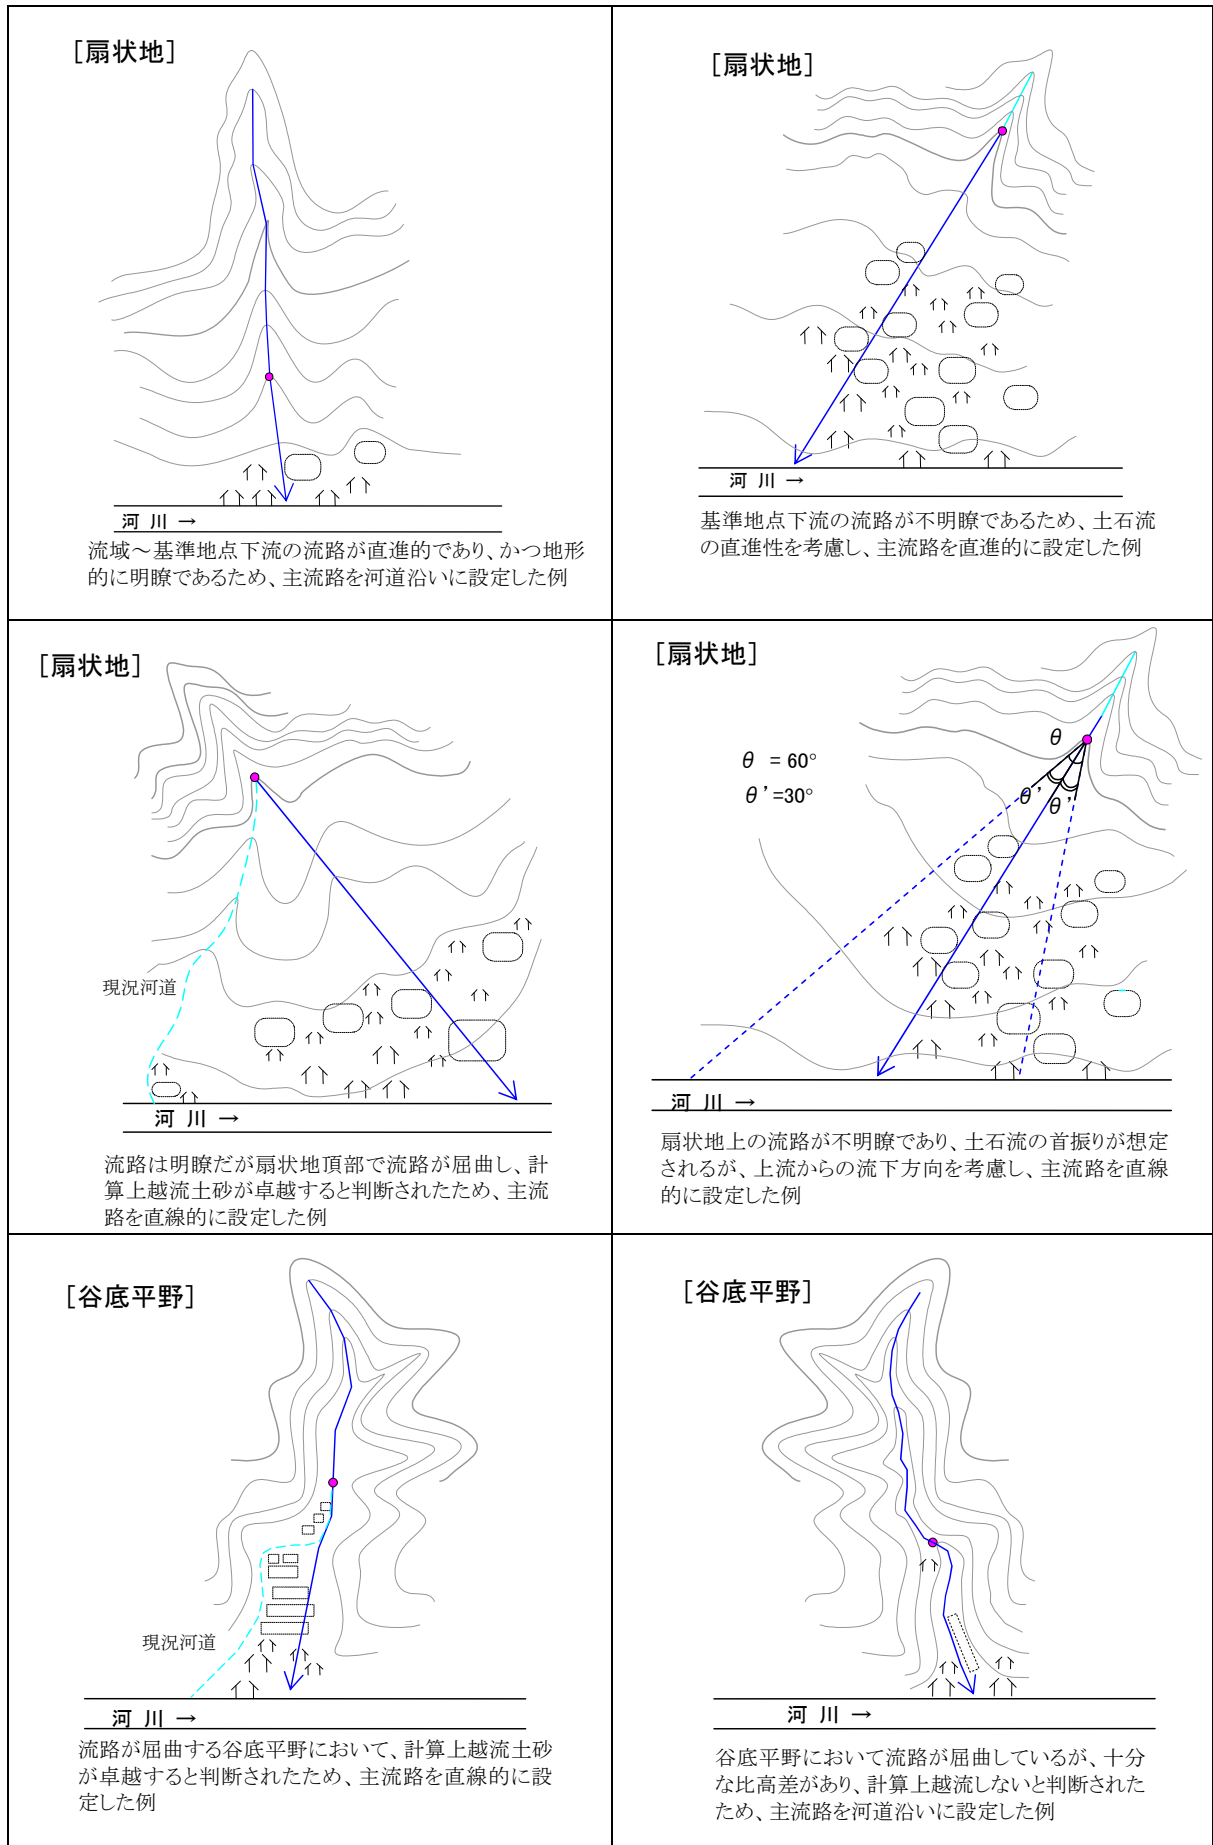 [扇状地]
河 川 →
流域～基準地点下流の流路が直進的であり、かつ地形
的に明瞭であるため、主流路を河道沿いに設定した例
[扇状地]
河 川 →
基準地点下流の流路が不明瞭であるため、土石流
の直進性を考慮し、主流路を直進的に設定した例
[扇状地]
現況河道
河 川 →
流路は明瞭だが扇状地頂部で流路が屈曲し、計
算上越流土砂が卓越すると判断されたため、主流
路を直線的に設定した例
[扇状地]
θ = 60°
θ'=30°
θ
θ'
θ'
河 川 →
扇状地上の流路が不明瞭であり、土石流の首振りが想定
されるが、上流からの流下方向を考慮し、主流路を直線
的に設定した例
[谷底平野]
現況河道
河 川 →
流路が屈曲する谷底平野において、計算上越流土砂
が卓越すると判断されたため、主流路を直線的に設
定した例
[谷底平野]
河 川 →
谷底平野において流路が屈曲しているが、十分
な比高差があり、計算上越流しないと判断された
ため、主流路を河道沿いに設定した例